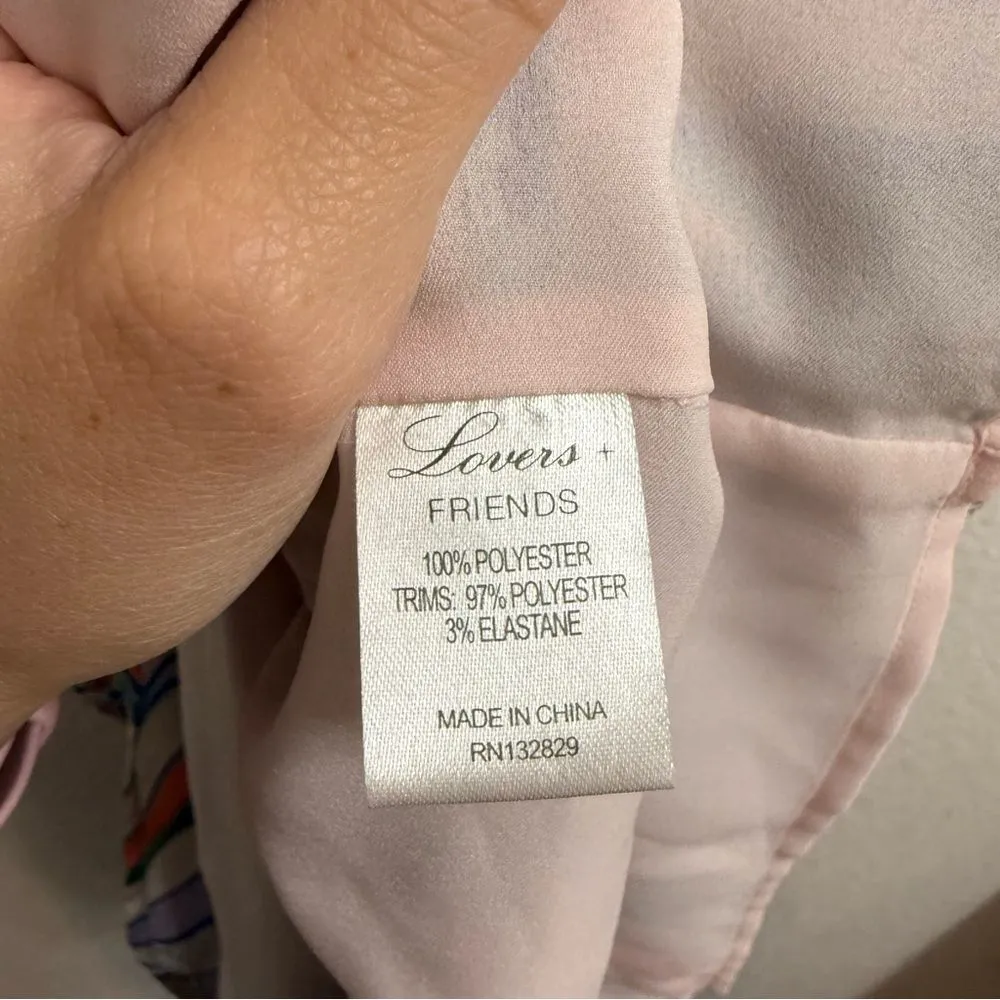 Lovers +
FRIENDS
100% POLYESTER
TRIMS: 97% POLYESTER
3% ELASTANE
MADE IN CHINA
RN132829